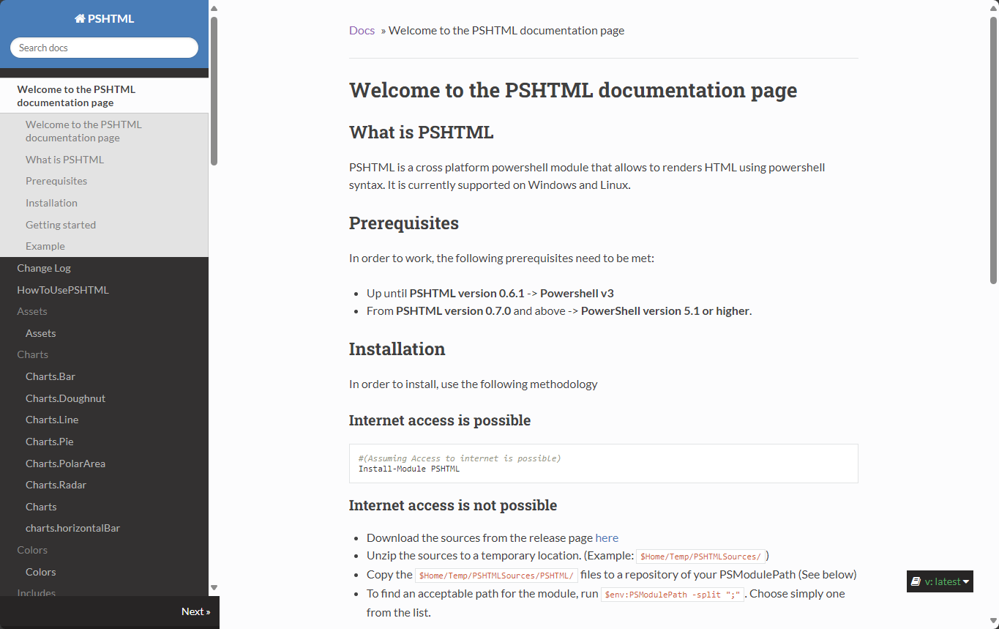 PSHTML
Search docs
Welcome to the PSHTML
documentation page
Welcome to the PSHTML
documentation page
What is PSHTML
Prerequisites
Installation
Getting started
Example
Change Log
HowToUsePSHTML
Assets
Assets
Charts
Charts.Bar
Charts.Doughnut
Charts.Line
Charts.Pie
Charts.PolarArea
Charts.Radar
Charts
charts.horizontalBar
Colors
Colors
Includes
Next »
Docs » Welcome to the PSHTML documentation page
Welcome to the PSHTML documentation page
What is PSHTML
PSHTML is a cross platform powershell module that allows to renders HTML using powershell
syntax. It is currently supported on Windows and Linux.
Prerequisites
In order to work, the following prerequisites need to be met:
• Up until PSHTML version 0.6.1 -> Powershell v3
• From PSHTML version 0.7.0 and above -> PowerShell version 5.1 or higher.
Installation
In order to install, use the following methodology
Internet access is possible
#(Assuming Access to internet is possible)
Install-Module PSHTML
Internet access is not possible
• Download the sources from the release page here
• Unzip the sources to a temporary location. (Example: $Home/Temp/PSHTMLSources/ )
• Copy the $Home/Temp/PSHTMLSources/PSHTML/ files to a repository of your PSModulePath (See below)
• To find an acceptable path for the module, run $env:PSModulePath -split ";" . Choose simply one
from the list.
v: latest